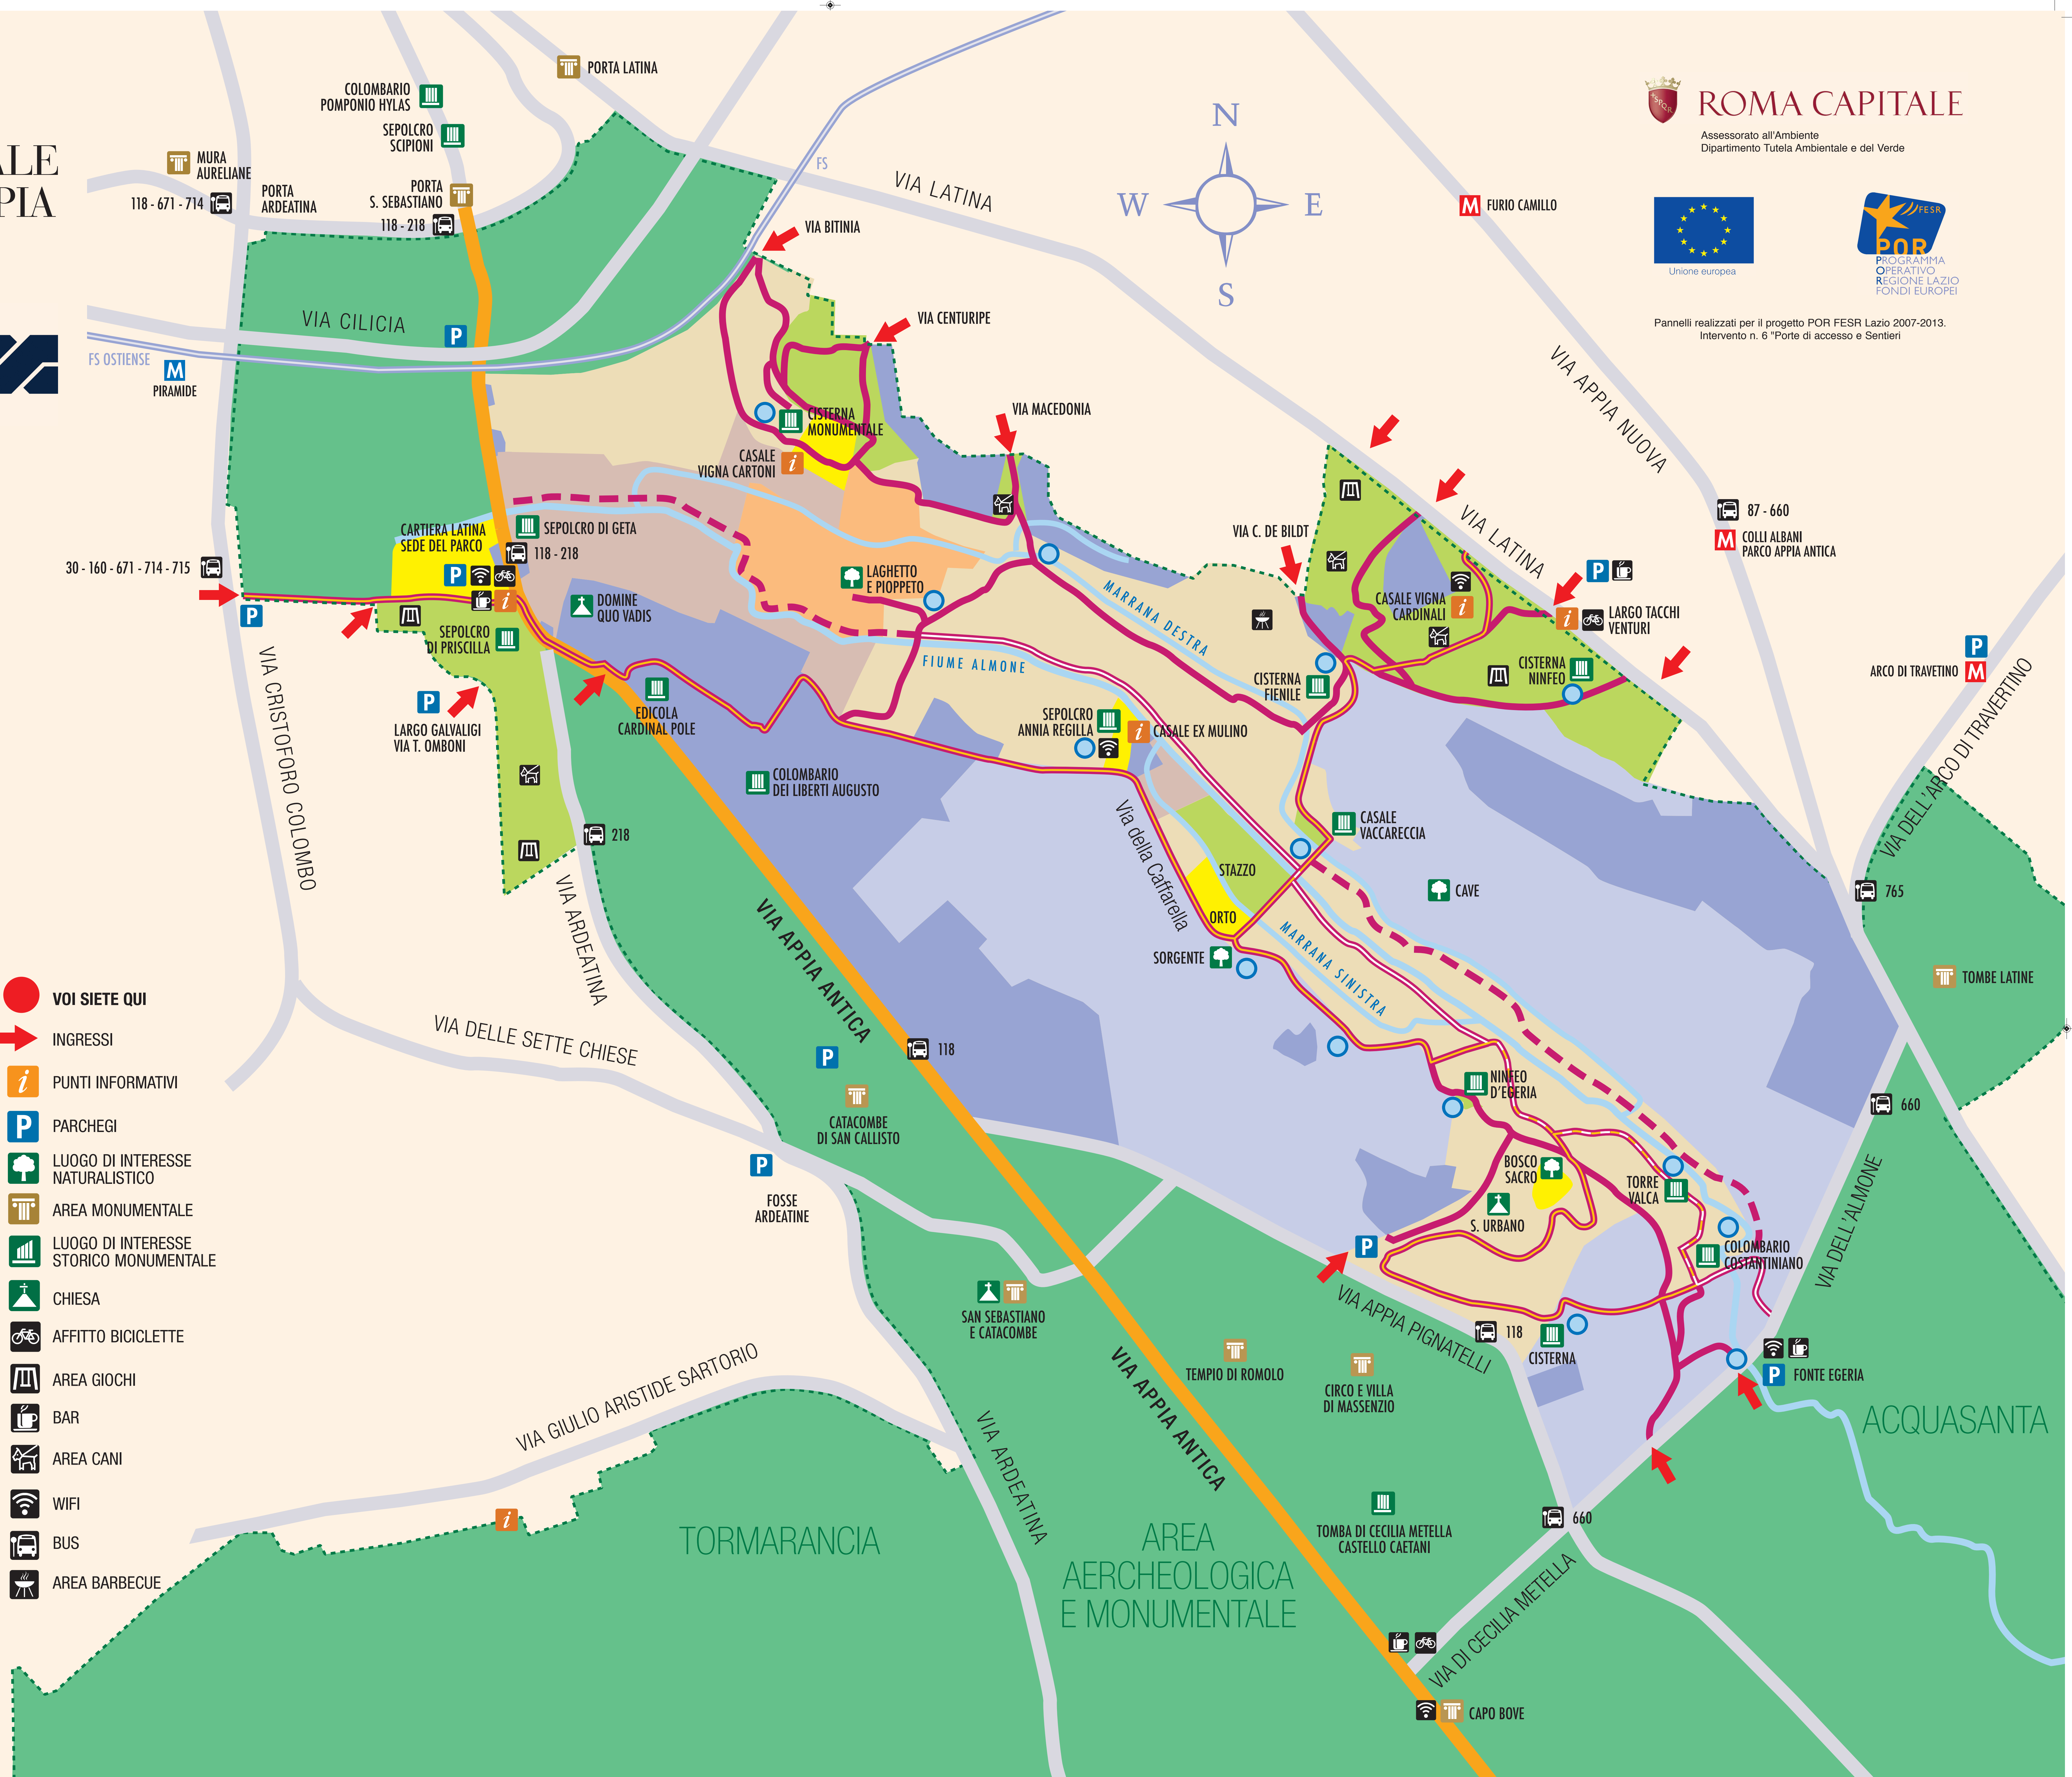 ALE
PPIA
COLOMBARIO
POMPONIO HYLAS
SEPOLCRO
SCIPIONI
PORTA LATINA
MURA
AURELIANE
PORTA
ARDEATINA
118 - 671 - 714
PORTA
S. SEBASTIANO
118 - 218
FS
VIA LATINA
VIA BITINIA
VIA CENTURIPE
VIA CILICIA
P
FS OSTIENSE
M
PIRAMIDE
N
W
E
S
M
FURIO CAMILLO
SPQR
ROMA CAPITALE
Assessorato all'Ambiente
Dipartimento Tutela Ambientale e del Verde
Unione europea
FESR
POR
PROGRAMMA
OPERATIVO
REGIONE LAZIO
FONDI EUROPEI
Pannelli realizzati per il progetto POR FESR Lazio 2007-2013.
Intervento n. 6 "Porte di accesso e Sentieri
VIA APPIA NUOVA
VIA MACEDONIA
CISTERNA
MONUMENTALE
CASALE
VIGNA CARTONI
i
CARTIERA LATINA
SEDE DEL PARCO
SEPOLCRO DI GETA
118 - 218
P
i
30 - 160 - 671 - 714 - 715
P
LAGHETTO
E PIOPPETO
DOMINE
QUO VADIS
SEPOLCRO
DI PRISCILLA
VIA C. DE BILDT
VIA LATINA
87 - 660
M
COLLI ALBANI
PARCO APPIA ANTICA
P
CASALE VIGNA
CARDINALI
i
i
LARGO TACCHI
VENTURI
MARRANA DESTRA
FIUME ALMONE
CISTERNA
NINFEO
CISTERNA
FIENILE
P
ARCO DI TRAVETINO
M
VIA DELL'ARCO DI TRAVERTINO
VIA CRISTOFORO COLOMBO
P
LARGO GALVALIGI
VIA T. OMBONI
EDICOLA
CARDINAL POLE
SEPOLCRO
ANNIA REGILLA
i
CASALE EX MULINO
COLOMBARIO
DEI LIBERTI AUGUSTO
218
Via della Caffarella
CASALE
VACCARECCIA
STAZZO
ORTO
CAVE
765
VIA ARDEATINA
VIA APPIA ANTICA
SORGENTE
MARRANA SINISTRA
TOMBE LATINE
VIA DELLE SETTE CHIESE
P
118
CATACOMBE
DI SAN CALLISTO
NINFEO
D'EGERIA
660
P
FOSSE
ARDEATINE
BOSCO
SACRO
S. URBANO
TORRE
VALCA
P
COLOMBARIO
COSTANTINIANO
VIA DELL'ALMONE
VOI SIETE QUI
INGRESSI
i
PUNTI INFORMATIVI
P
PARCHEGI
LUOGO DI INTERESSE
NATURALISTICO
AREA MONUMENTALE
LUOGO DI INTERESSE
STORICO MONUMENTALE
CHIESA
AFFITTO BICICLETTE
AREA GIOCHI
BAR
AREA CANI
WIFI
BUS
AREA BARBECUE
SAN SEBASTIANO
E CATACOMBE
VIA APPIA PIGNATELLI
118
CISTERNA
P
FONTE EGERIA
TEMPIO DI ROMOLO
CIRCO E VILLA
DI MASSENZIO
ACQUASANTA
VIA GIULIO ARISTIDE SARTORIO
VIA APPIA ANTICA
VIA ARDEATINA
i
TORMARANCIA
AREA
AERCHEOLOGICA
E MONUMENTALE
TOMBA DI CECILIA METELLA
CASTELLO CAETANI
660
VIA DI CECILIA METELLA
CAPO BOVE